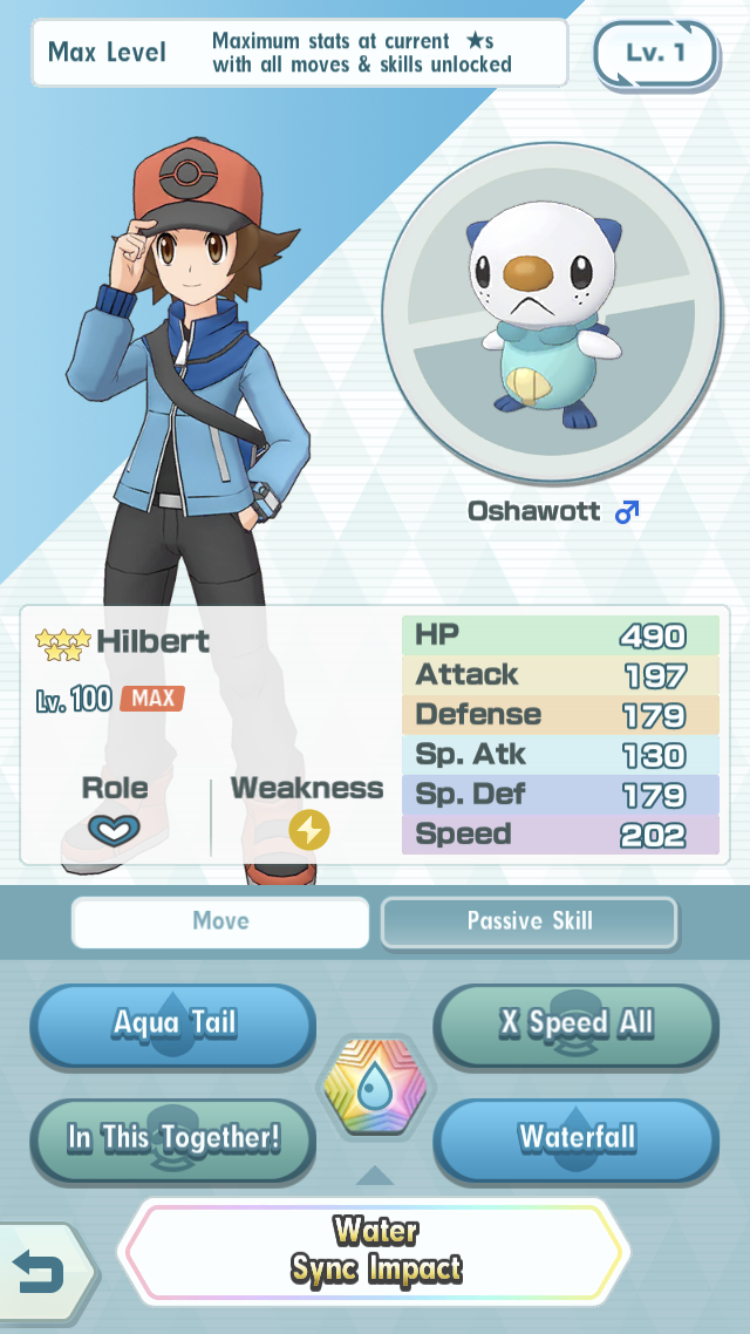 Max Level
Maximum stats at current ★s
with all moves & skills unlocked
Lv. 1
Oshawott ♂
Hilbert
Lv. 100 MAX
Role
Weakness
HP 490
Attack 197
Defense 179
Sp. Atk 130
Sp. Def 179
Speed 202
Move
Passive Skill
Aqua Tail
X Speed All
In This Together!
Waterfall
Water
Sync Impact